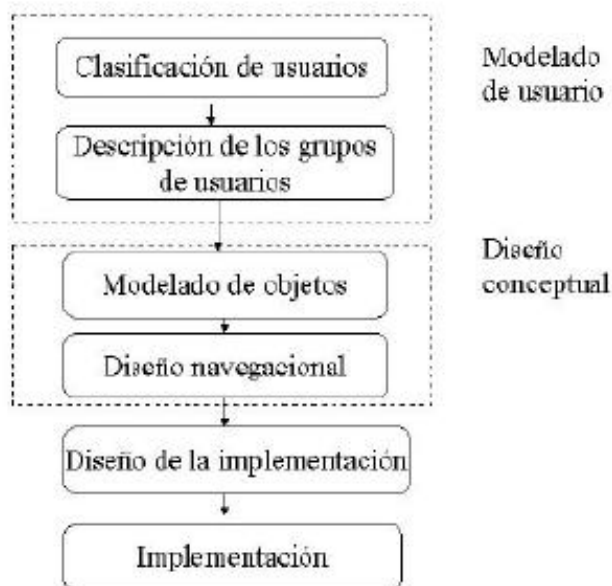 Clasificación de usuarios
Modelado
de usuario
Descripción de los grupos
de usuarios
Diseño
conceptual
Modelado de objetos
Diseño navegacional
Diseño de la implementación
Implementación